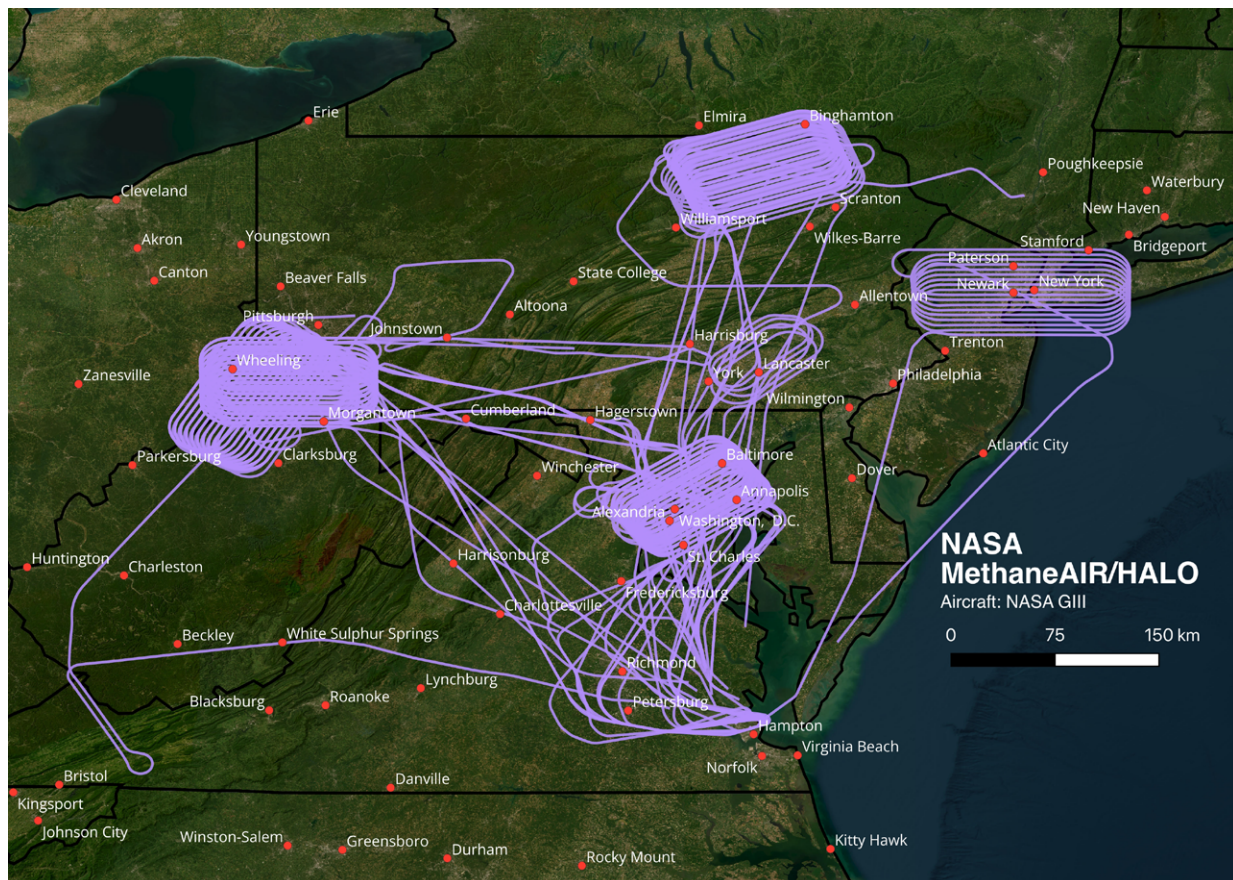 Erie
Elmira
Binghamton
Poughkeepsie
Waterbury
Cleveland
Scranton
New Haven
Williamsport
Wilkes-Barre
Akron
Youngstown
Stamford
Bridgeport
Paterson
Canton
Beaver Falls
State College
Newark
New York
Allentown
Pittsburgh
Altoona
Johnstown
Harrisburg
Trenton
Wheeling
Lancaster
Zanesville
York
Philadelphia
Wilmington
Morgantown
Cumberland
Hagerstown
Atlantic City
Parkersburg
Clarksburg
Winchester
Baltimore
Dover
Annapolis
Alexandria
Washington, D.C.
NASA
MethaneAIR/HALO
Aircraft: NASA GIII
0 75 150 km
Huntington
Charleston
Harrisonburg
St. Charles
Fredericksburg
Charlottesville
Beckley
White Sulphur Springs
Richmond
Lynchburg
Blacksburg
Roanoke
Petersburg
Hampton
Virginia Beach
Norfolk
Bristol
Danville
Kingsport
Johnson City
Winston-Salem
Greensboro
Durham
Rocky Mount
Kitty Hawk